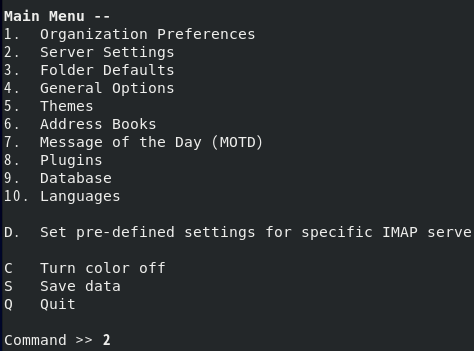 Main Menu --
1.  Organization Preferences
2.  Server Settings
3.  Folder Defaults
4.  General Options
5.  Themes
6.  Address Books
7.  Message of the Day (MOTD)
8.  Plugins
9.  Database
10. Languages

D.  Set pre-defined settings for specific IMAP serve

C   Turn color off
S   Save data
Q   Quit

Command >> 2